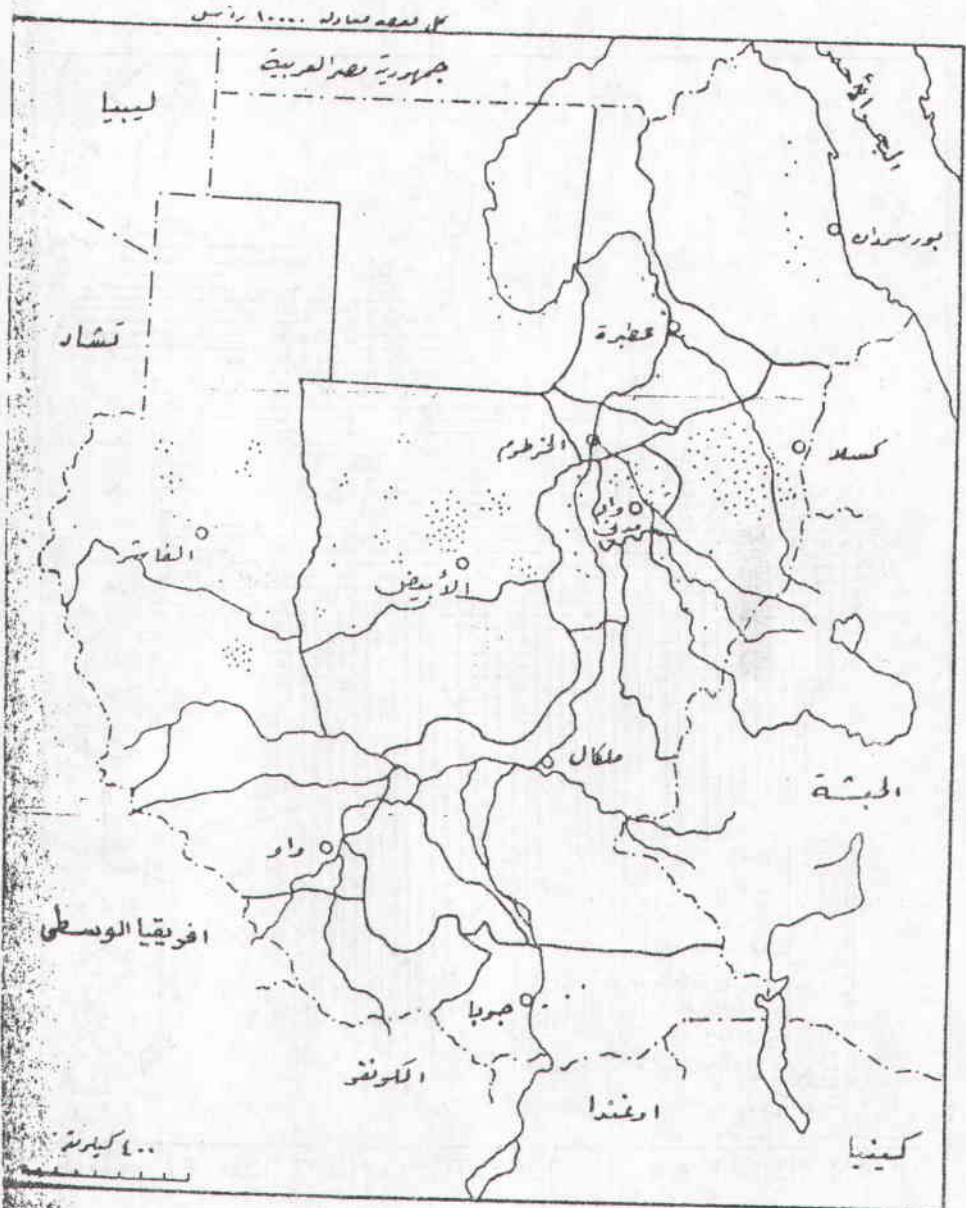 كل نقطة تعادل ١٠٠٠٠ رأس
جمهورية مصر العربية
ليبيا
البحر الأحمر
بورسودان
تشاد
عطبرة
الخرطوم
كسلا
واد
مدنى
الفاشر
الأبيض
ملكال
الحبشة
واو
افريقيا الوسطى
جوبا
الكونغو
اوغندا
كينيا
٤٠٠ كيلومتر